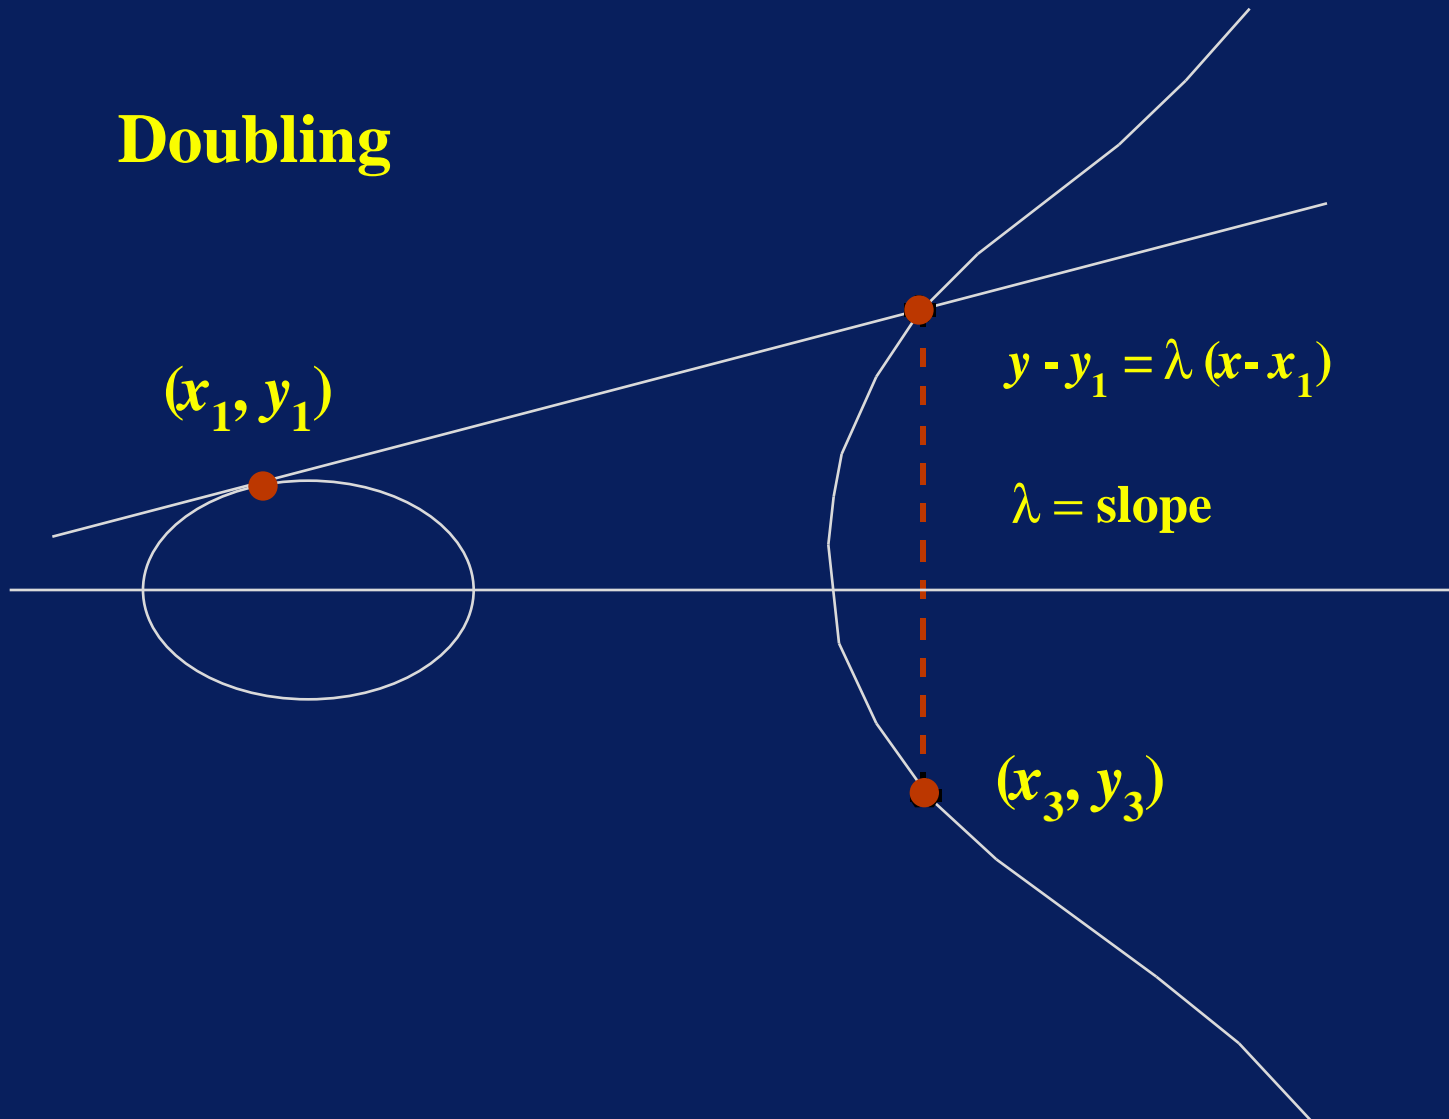 Doubling
y - y₁ = λ (x- x₁)
(x₁, y₁)
λ = slope
(x₃, y₃)